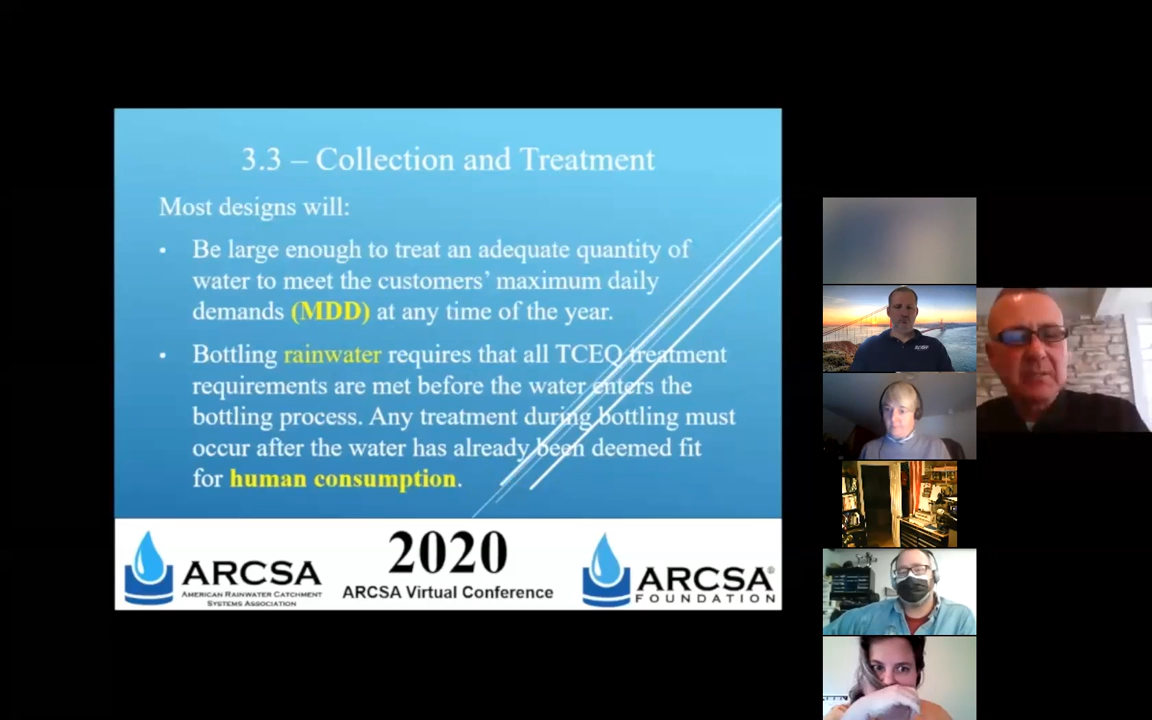 3.3 – Collection and Treatment
Most designs will:
• Be large enough to treat an adequate quantity of
water to meet the customers’ maximum daily
demands (MDD) at any time of the year.
• Bottling rainwater requires that all TCEQ treatment
requirements are met before the water enters the
bottling process. Any treatment during bottling must
occur after the water has already been deemed fit
for human consumption.
ARCSA
AMERICAN RAINWATER CATCHMENT
SYSTEMS ASSOCIATION
2020
ARCSA Virtual Conference
ARCSA®
FOUNDATION